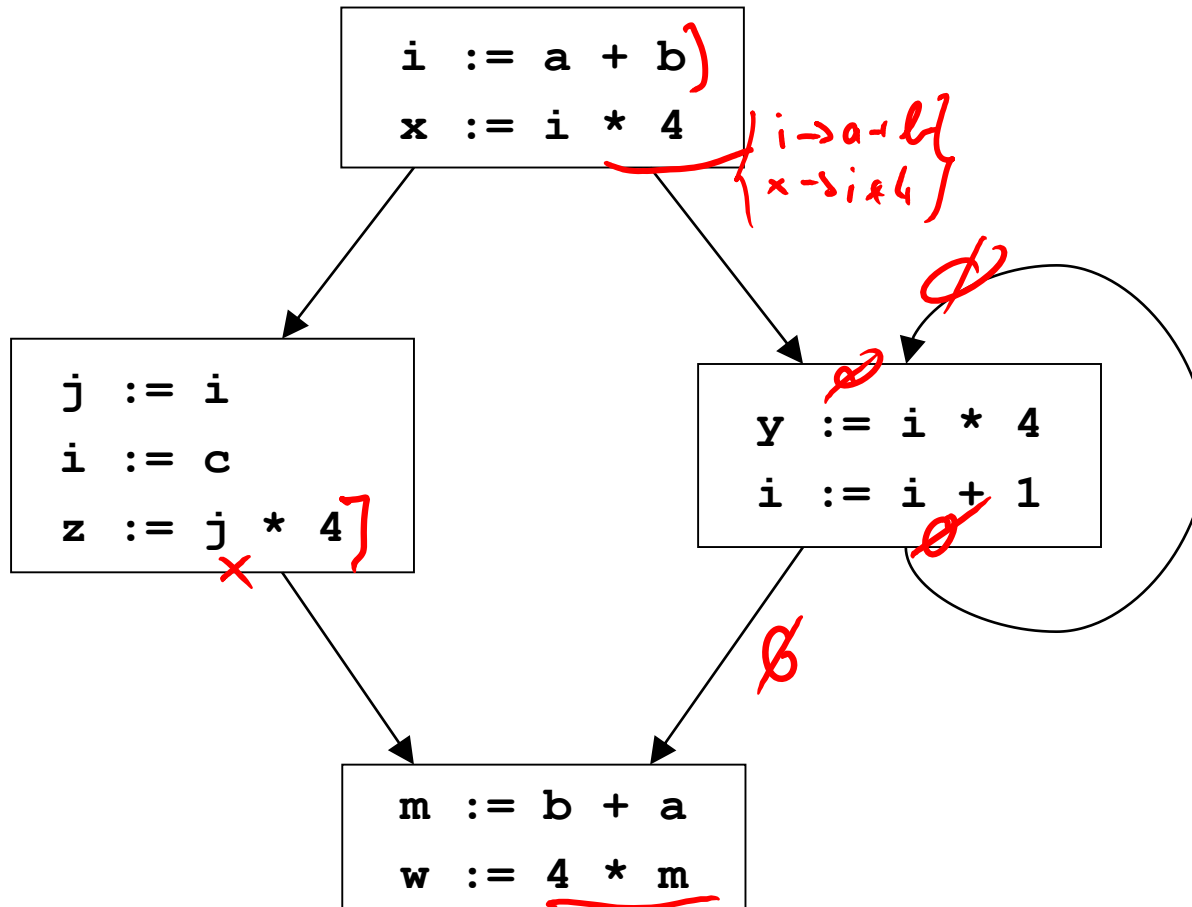 i := a + b
x := i * 4
i → a + b
x → i * 4
∅
j := i
i := c
z := j * 4
x
∅
y := i * 4
i := i + 1
∅
∅
m := b + a
w := 4 * m